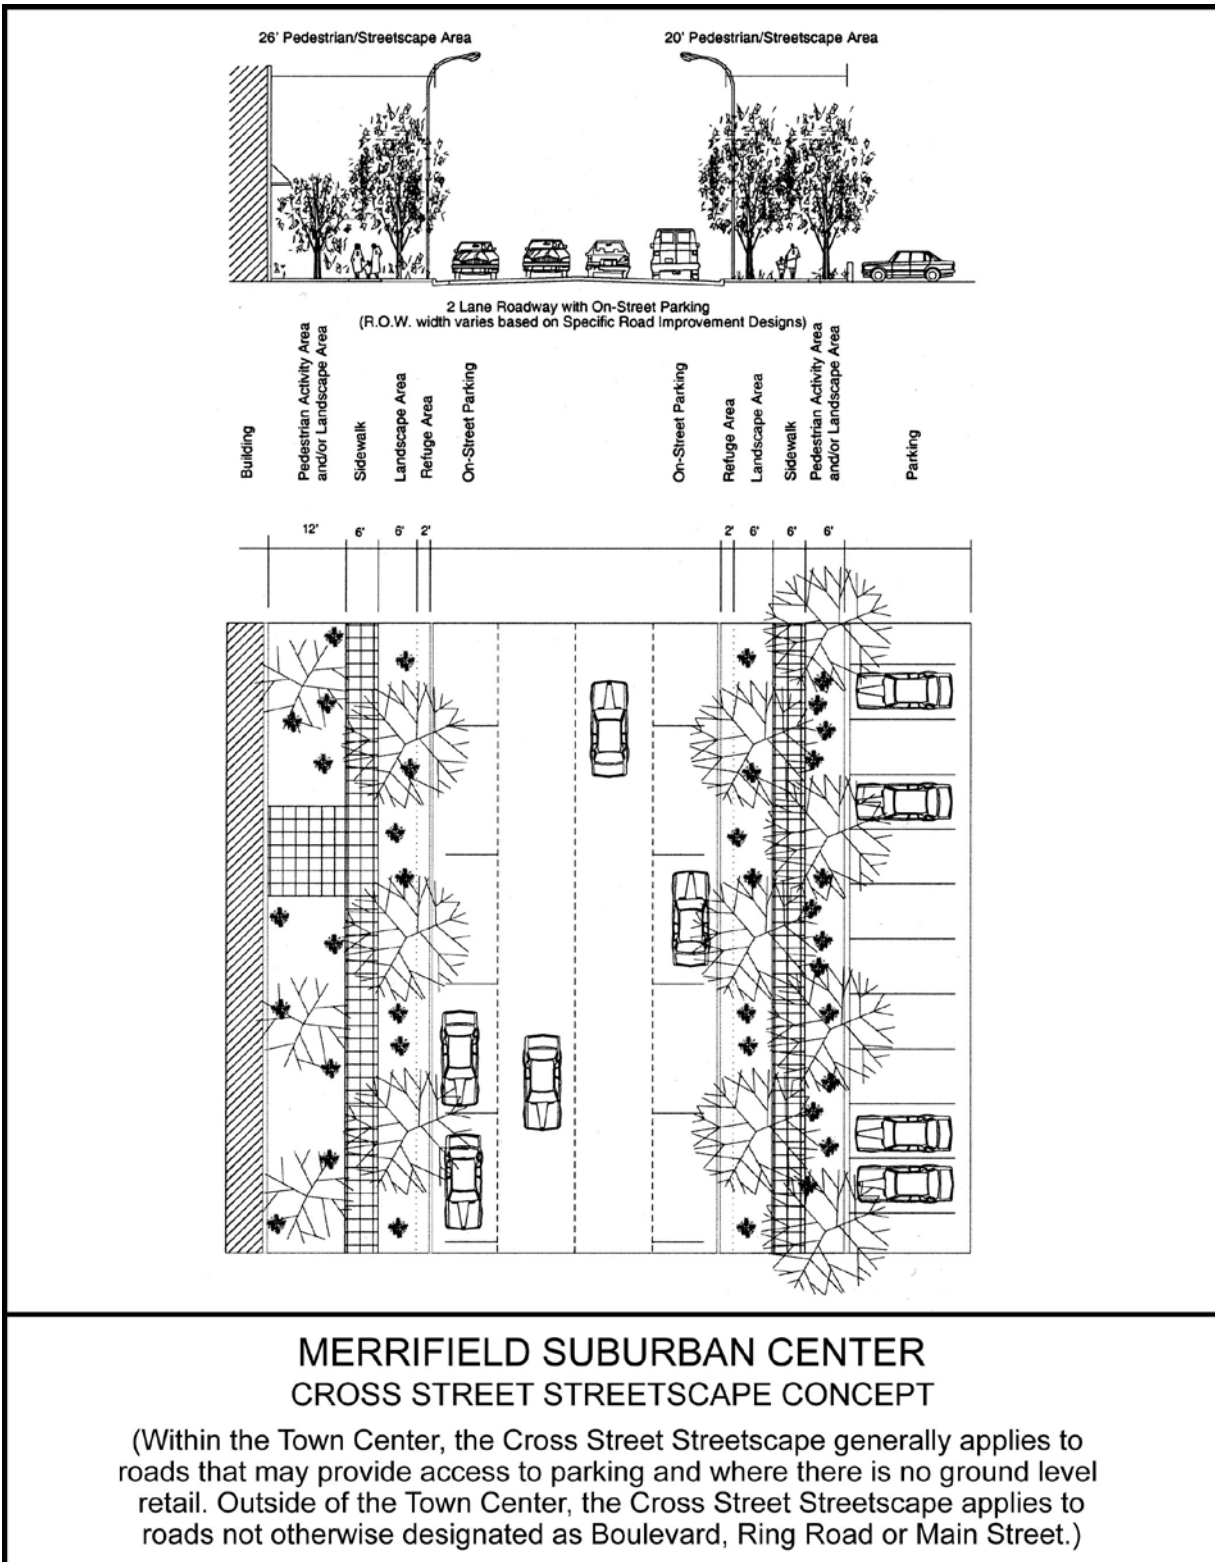 26' Pedestrian/Streetscape Area
20' Pedestrian/Streetscape Area
2 Lane Roadway with On-Street Parking
(R.O.W. width varies based on Specific Road Improvement Designs)
Building
Pedestrian Activity Area
and/or Landscape Area
Sidewalk
Landscape Area
Refuge Area
On-Street Parking
On-Street Parking
Refuge Area
Landscape Area
Sidewalk
Pedestrian Activity Area
and/or Landscape Area
Parking
12' 6' 6' 2' 2' 6' 6' 6'
MERRIFIELD SUBURBAN CENTER
CROSS STREET STREETSCAPE CONCEPT
(Within the Town Center, the Cross Street Streetscape generally applies to
roads that may provide access to parking and where there is no ground level
retail. Outside of the Town Center, the Cross Street Streetscape applies to
roads not otherwise designated as Boulevard, Ring Road or Main Street.)